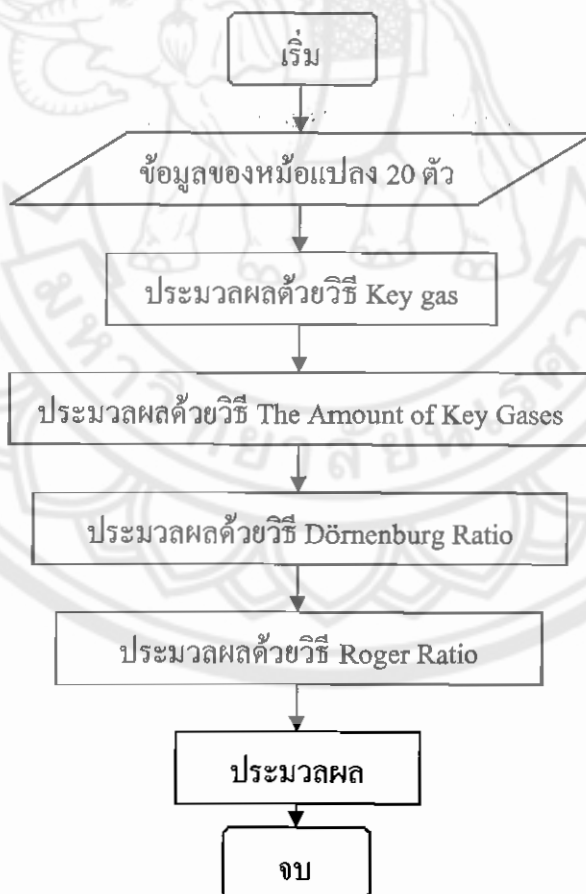 เริ่ม
ข้อมูลของหม้อแปลง 20 ตัว
ประมวลผลด้วยวิธี Key gas
ประมวลผลด้วยวิธี The Amount of Key Gases
ประมวลผลด้วยวิธี Dörnenburg Ratio
ประมวลผลด้วยวิธี Roger Ratio
ประมวลผล
จบ